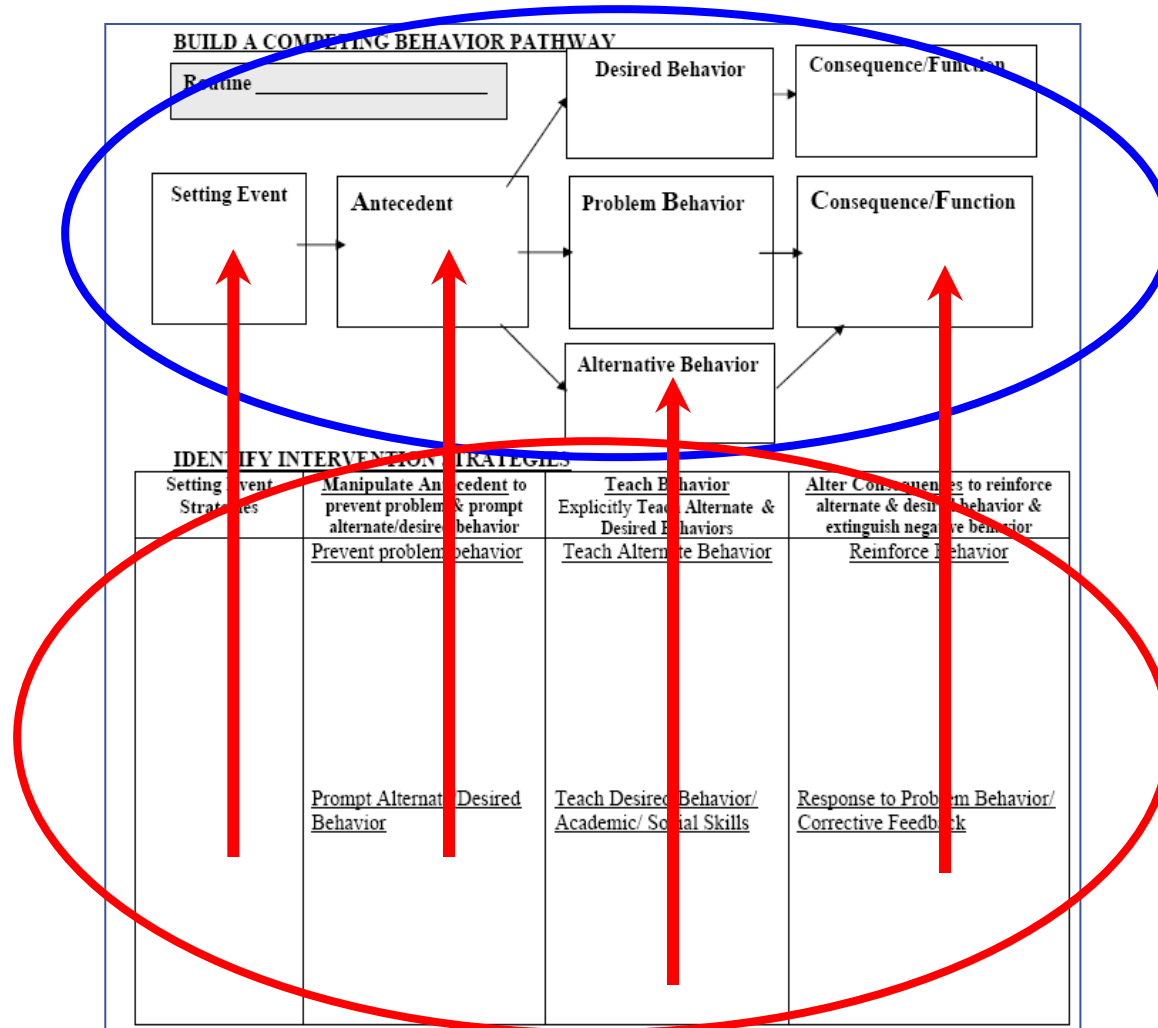 BUILD A COMPETING BEHAVIOR PATHWAY
Routine ______________________
Desired Behavior
Consequence/Function
Setting Event
Antecedent
Problem Behavior
Consequence/Function
Alternative Behavior
IDENTIFY INTERVENTION STRATEGIES
Setting Event
Strategies
Manipulate Antecedent to
prevent problem & prompt
alternate/desired behavior
Teach Behavior
Explicitly Teach Alternate &
Desired Behaviors
Alter Consequences to reinforce
alternate & desired behavior &
extinguish negative behavior
Prevent problem behavior
Teach Alternate Behavior
Reinforce Behavior
Prompt Alternate/Desired
Behavior
Teach Desired Behavior/
Academic/ Social Skills
Response to Problem Behavior/
Corrective Feedback